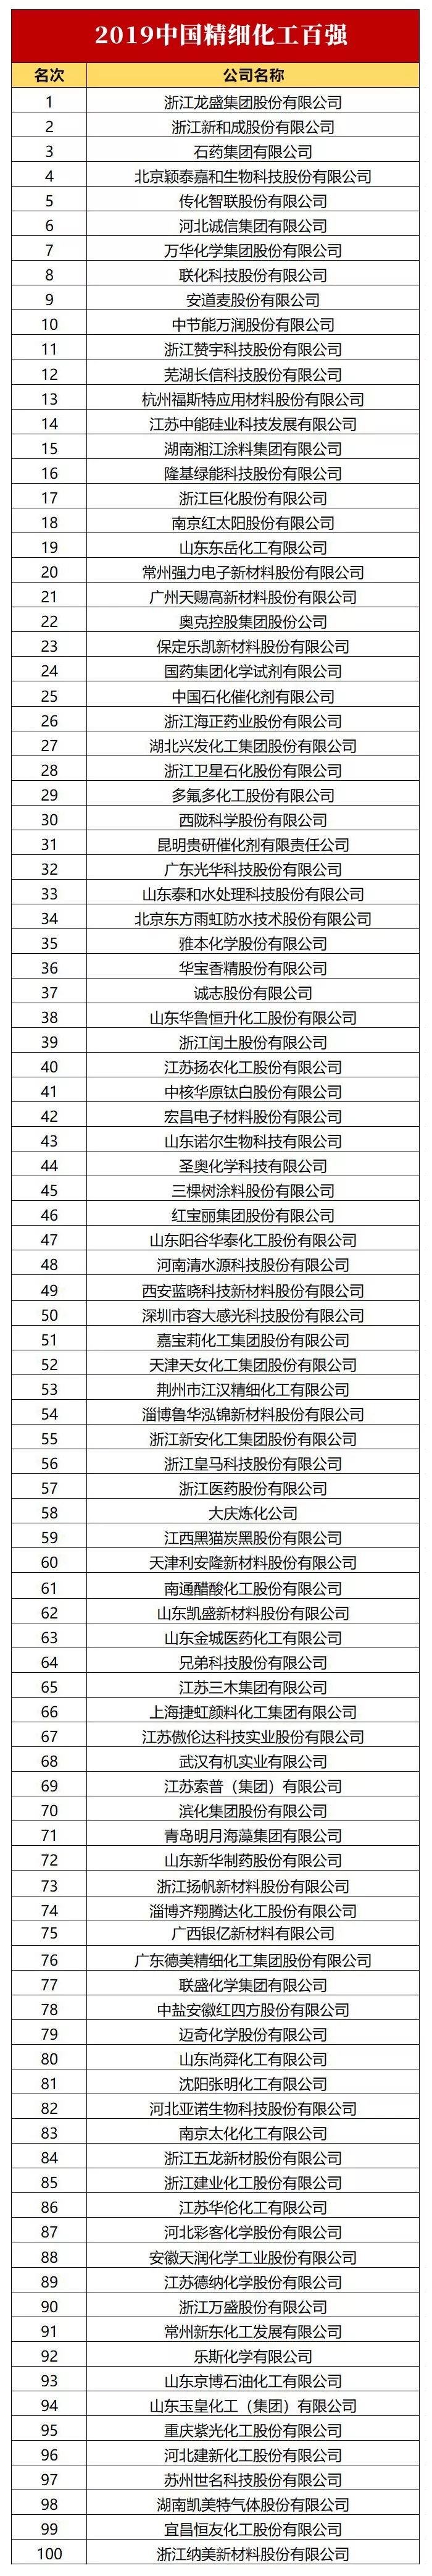 2019中国精细化工百强
名次 公司名称
1 浙江龙盛集团股份有限公司
2 浙江新和成股份有限公司
3 石药集团有限公司
4 北京颖泰嘉和生物科技股份有限公司
5 传化智联股份有限公司
6 河北诚信集团有限公司
7 万华化学集团股份有限公司
8 联化科技股份有限公司
9 安道麦股份有限公司
10 中节能万润股份有限公司
11 浙江赞宇科技股份有限公司
12 芜湖长信科技股份有限公司
13 杭州福斯特应用材料股份有限公司
14 江苏中能硅业科技发展有限公司
15 湖南湘江涂料集团有限公司
16 隆基绿能科技股份有限公司
17 浙江巨化股份有限公司
18 南京红太阳股份有限公司
19 山东东岳化工有限公司
20 常州强力电子新材料股份有限公司
21 广州天赐高新材料股份有限公司
22 奥克控股集团股份公司
23 保定乐凯新材料股份有限公司
24 国药集团化学试剂有限公司
25 中国石化催化剂有限公司
26 浙江海正药业股份有限公司
27 湖北兴发化工集团股份有限公司
28 浙江卫星石化股份有限公司
29 多氟多化工股份有限公司
30 西陇科学股份有限公司
31 昆明贵研催化剂有限责任公司
32 广东光华科技股份有限公司
33 山东泰和水处理科技股份有限公司
34 北京东方雨虹防水技术股份有限公司
35 雅本化学股份有限公司
36 华宝香精股份有限公司
37 诚志股份有限公司
38 山东华鲁恒升化工股份有限公司
39 浙江闰土股份有限公司
40 江苏扬农化工股份有限公司
41 中核华原钛白股份有限公司
42 宏昌电子材料股份有限公司
43 山东诺尔生物科技有限公司
44 圣奥化学科技有限公司
45 三棵树涂料股份有限公司
46 红宝丽集团股份有限公司
47 山东阳谷华泰化工股份有限公司
48 河南清水源科技股份有限公司
49 西安蓝晓科技新材料股份有限公司
50 深圳市容大感光科技股份有限公司
51 嘉宝莉化工集团股份有限公司
52 天津天女化工集团股份有限公司
53 荆州市江汉精细化工有限公司
54 淄博鲁华泓锦新材料股份有限公司
55 浙江新安化工集团股份有限公司
56 浙江皇马科技股份有限公司
57 浙江医药股份有限公司
58 大庆炼化公司
59 江西黑猫炭黑股份有限公司
60 天津利安隆新材料股份有限公司
61 南通醋酸化工股份有限公司
62 山东凯盛新材料股份有限公司
63 山东金城医药化工有限公司
64 兄弟科技股份有限公司
65 江苏三木集团有限公司
66 上海捷虹颜料化工集团有限公司
67 江苏傲伦达科技实业股份有限公司
68 武汉有机实业有限公司
69 江苏索普（集团）有限公司
70 滨化集团股份有限公司
71 青岛明月海藻集团有限公司
72 山东新华制药股份有限公司
73 浙江扬帆新材料股份有限公司
74 淄博齐翔腾达化工股份有限公司
75 广西银亿新材料有限公司
76 广东德美精细化工集团股份有限公司
77 联盛化学集团有限公司
78 中盐安徽红四方股份有限公司
79 迈奇化学股份有限公司
80 山东尚舜化工有限公司
81 沈阳张明化工有限公司
82 河北亚诺生物科技股份有限公司
83 南京太化化工有限公司
84 浙江五龙新材股份有限公司
85 浙江建业化工股份有限公司
86 江苏华伦化工有限公司
87 河北彩客化学股份有限公司
88 安徽天润化学工业股份有限公司
89 江苏德纳化学股份有限公司
90 浙江万盛股份有限公司
91 常州新东化工发展有限公司
92 乐斯化学有限公司
93 山东京博石油化工有限公司
94 山东玉皇化工（集团）有限公司
95 重庆紫光化工股份有限公司
96 河北建新化工股份有限公司
97 苏州世名科技股份有限公司
98 湖南凯美特气体股份有限公司
99 宜昌恒友化工股份有限公司
100 浙江纳美新材料股份有限公司